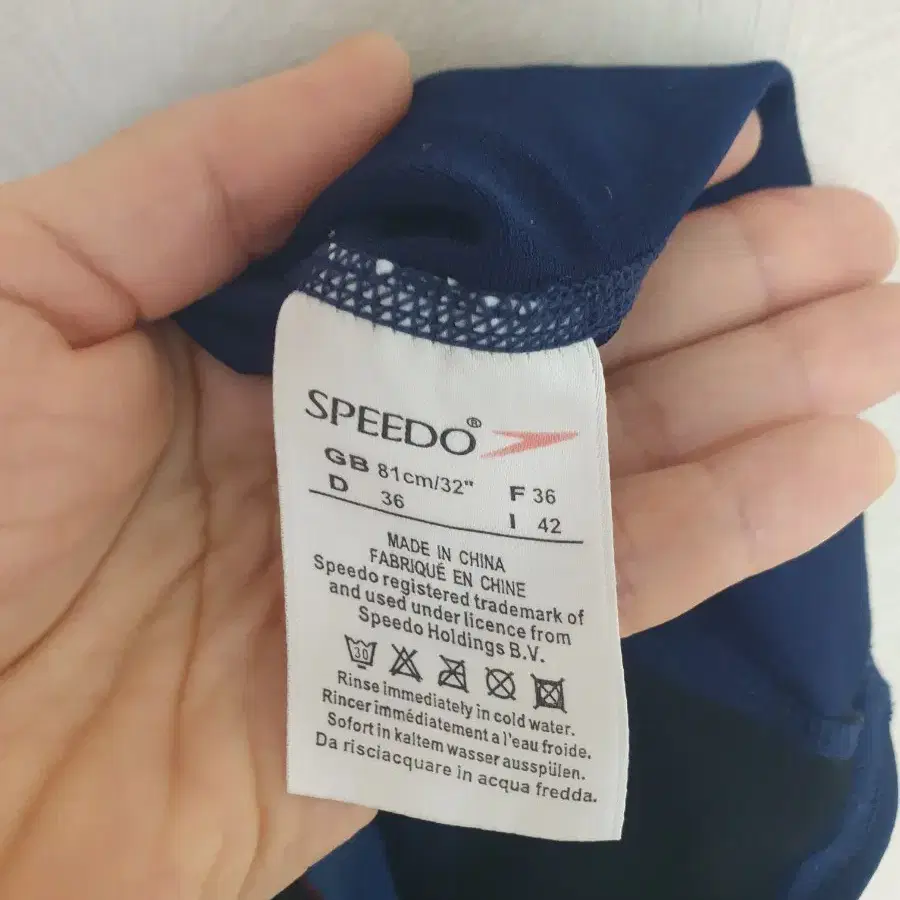 SPEEDO®
GB 81cm/32" F 36
D 36 I 42
MADE IN CHINA
FABRIQUÉ EN CHINE
Speedo registered trademark of
and used under licence from
Speedo Holdings B.V.
30
Rinse immediately in cold water.
Rincer immédiatement a l'eau froide.
Sofort in kaltem wasser ausspülen.
Da risciacquare in acqua fredda.